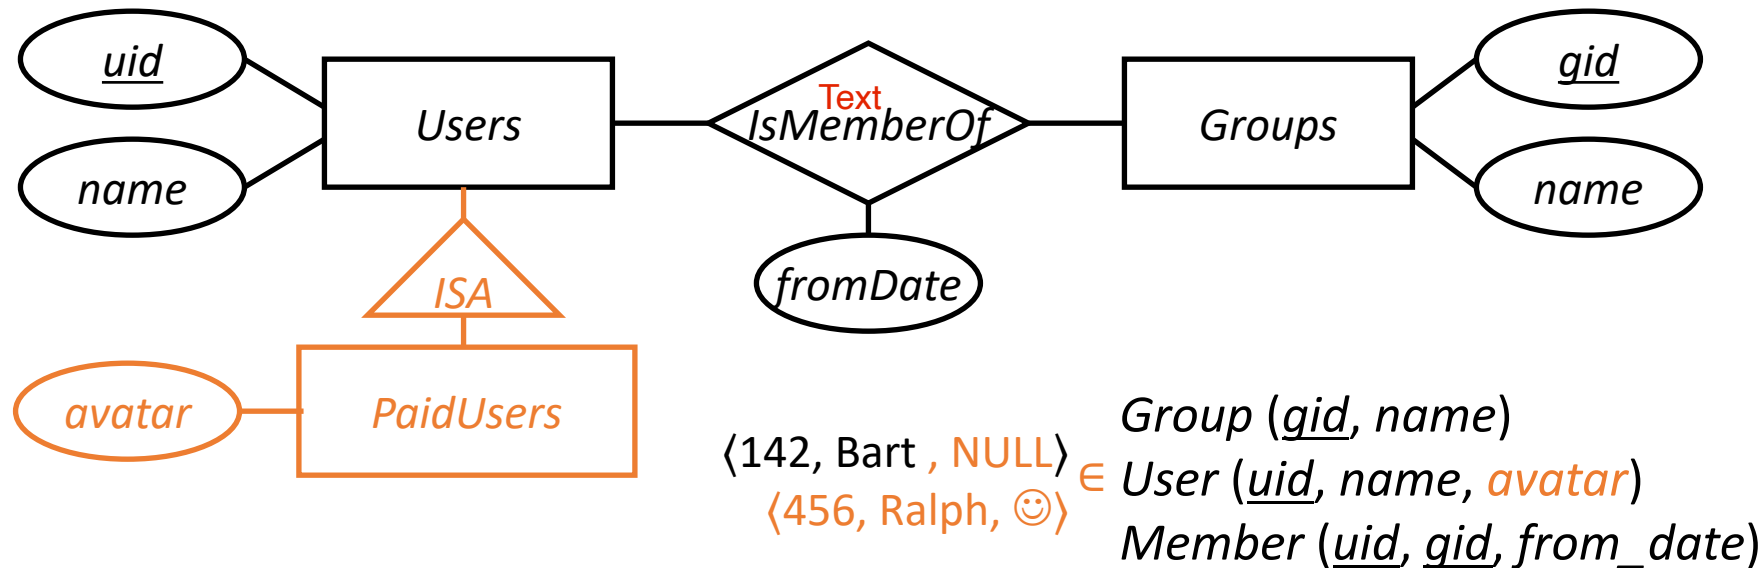 uid
name
Users
Text
IsMemberOf
fromDate
Groups
gid
name
ISA
avatar
PaidUsers
⟨142, Bart , NULL⟩
⟨456, Ralph, ☺⟩
∈
Group (gid, name)
User (uid, name, avatar)
Member (uid, gid, from_date)